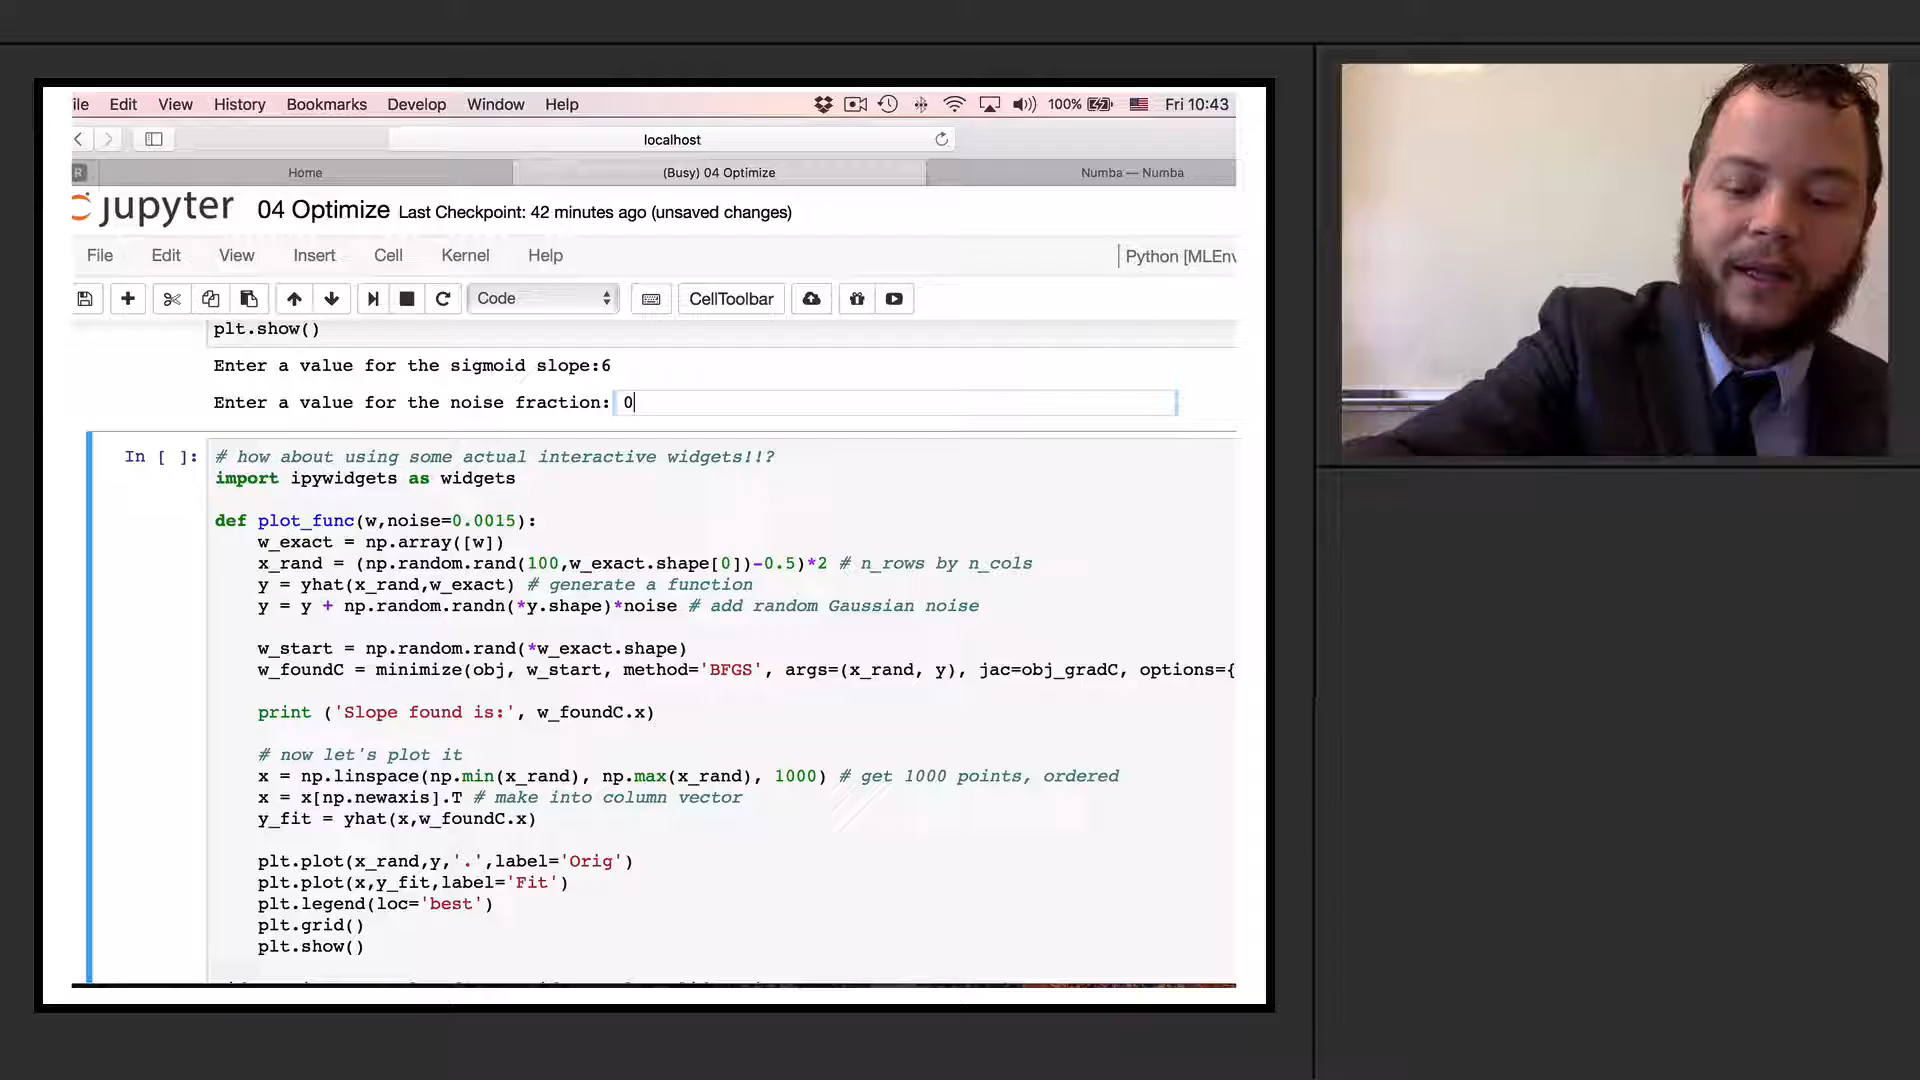 ile Edit View History Bookmarks Develop Window Help 100% Fri 10:43
localhost
R Home (Busy) 04 Optimize Numba — Numba
jupyter 04 Optimize Last Checkpoint: 42 minutes ago (unsaved changes)
File Edit View Insert Cell Kernel Help Python [MLEnv
Code CellToolbar
plt.show()
Enter a value for the sigmoid slope:6
Enter a value for the noise fraction: 0
In [ ]: # how about using some actual interactive widgets!!?
import ipywidgets as widgets
def plot_func(w,noise=0.0015):
w_exact = np.array([w])
x_rand = (np.random.rand(100,w_exact.shape[0])-0.5)*2 # n_rows by n_cols
y = yhat(x_rand,w_exact) # generate a function
y = y + np.random.randn(*y.shape)*noise # add random Gaussian noise
w_start = np.random.rand(*w_exact.shape)
w_foundC = minimize(obj, w_start, method='BFGS', args=(x_rand, y), jac=obj_gradC, options={
print ('Slope found is:', w_foundC.x)
# now let's plot it
x = np.linspace(np.min(x_rand), np.max(x_rand), 1000) # get 1000 points, ordered
x = x[np.newaxis].T # make into column vector
y_fit = yhat(x,w_foundC.x)
plt.plot(x_rand,y,'.',label='Orig')
plt.plot(x,y_fit,label='Fit')
plt.legend(loc='best')
plt.grid()
plt.show()